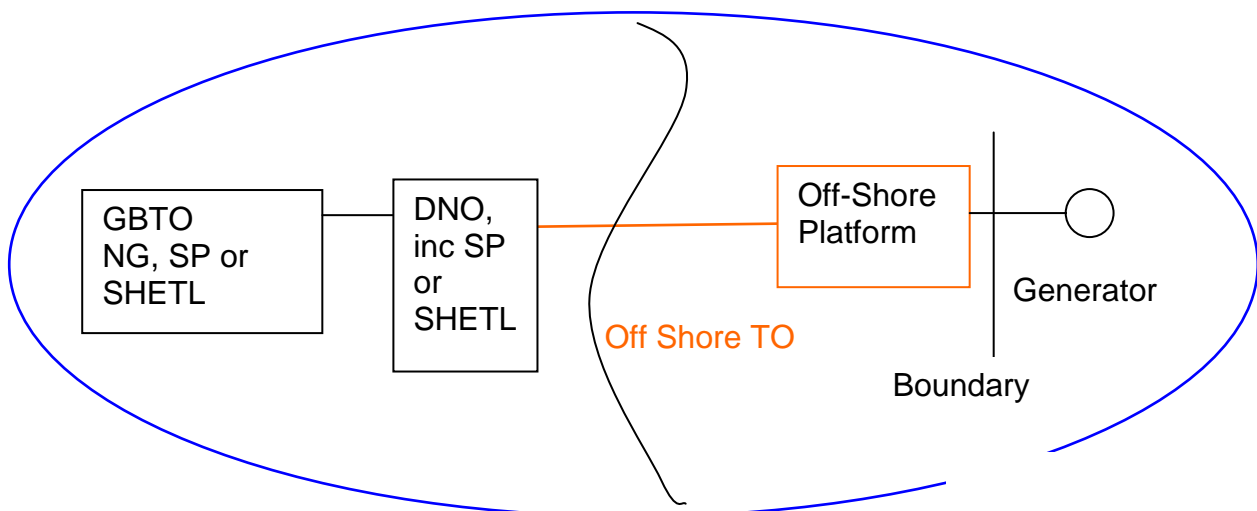 GBTO
NG, SP or
SHETL
DNO,
inc SP
or
SHETL
Off Shore TO
Off-Shore
Platform
Boundary
Generator